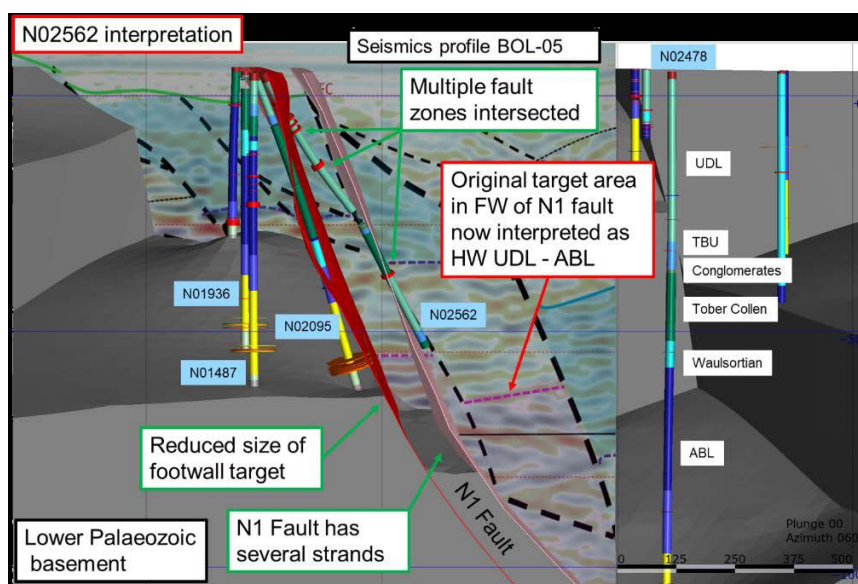 N02562 interpretation
Seismics profile BOL-05
N02478
Multiple fault
zones intersected
UDL
Original target area
in FW of N1 fault
now interpreted as
HW UDL - ABL
TBU
Conglomerates
N01936
Tober Collen
N02095
N02562
N01487
Waulsortian
Reduced size of
footwall target
ABL
N1 Fault has
several strands
N1 Fault
Lower Palaeozoic
basement
Plunge 00
Azimuth 060
0 125 250 375 500